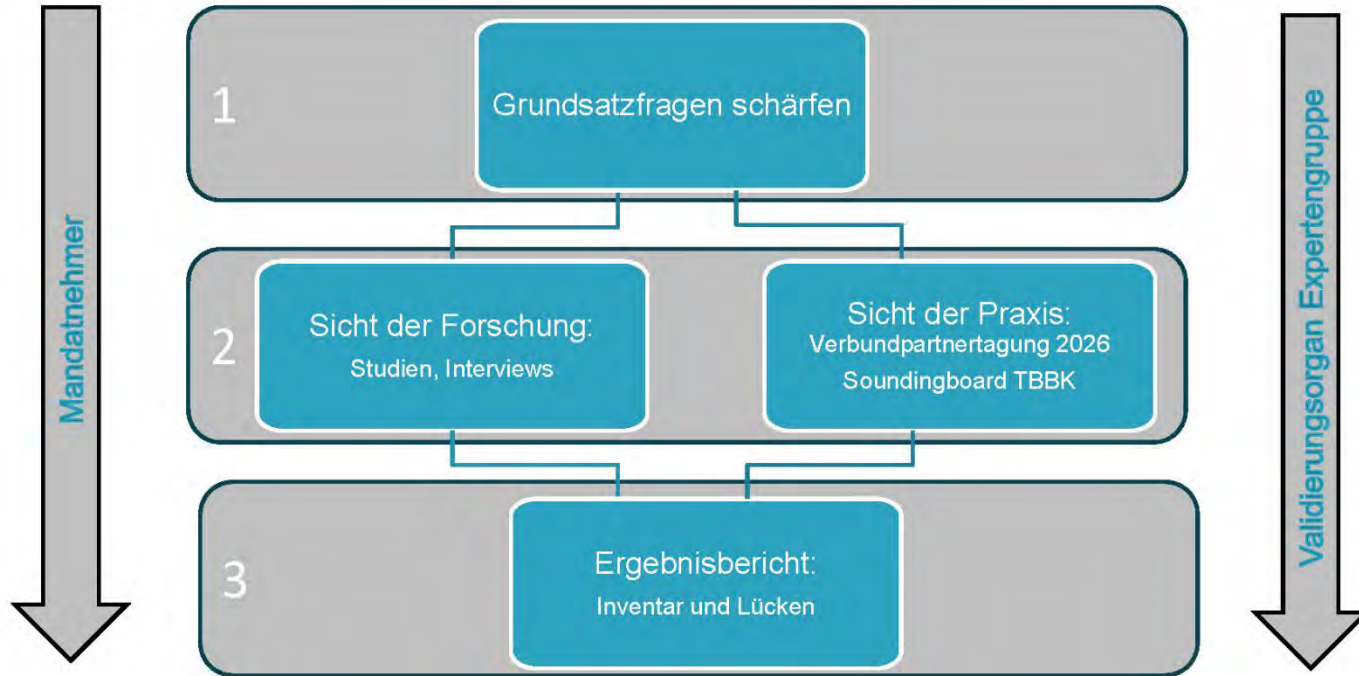 Mandatnehmer
1
Grundsatzfragen schärfen
2
Sicht der Forschung:
Studien, Interviews
Sicht der Praxis:
Verbundpartnertagung 2026
Soundingboard TBBK
3
Ergebnisbericht:
Inventar und Lücken
Validierungsorgan Expertengruppe